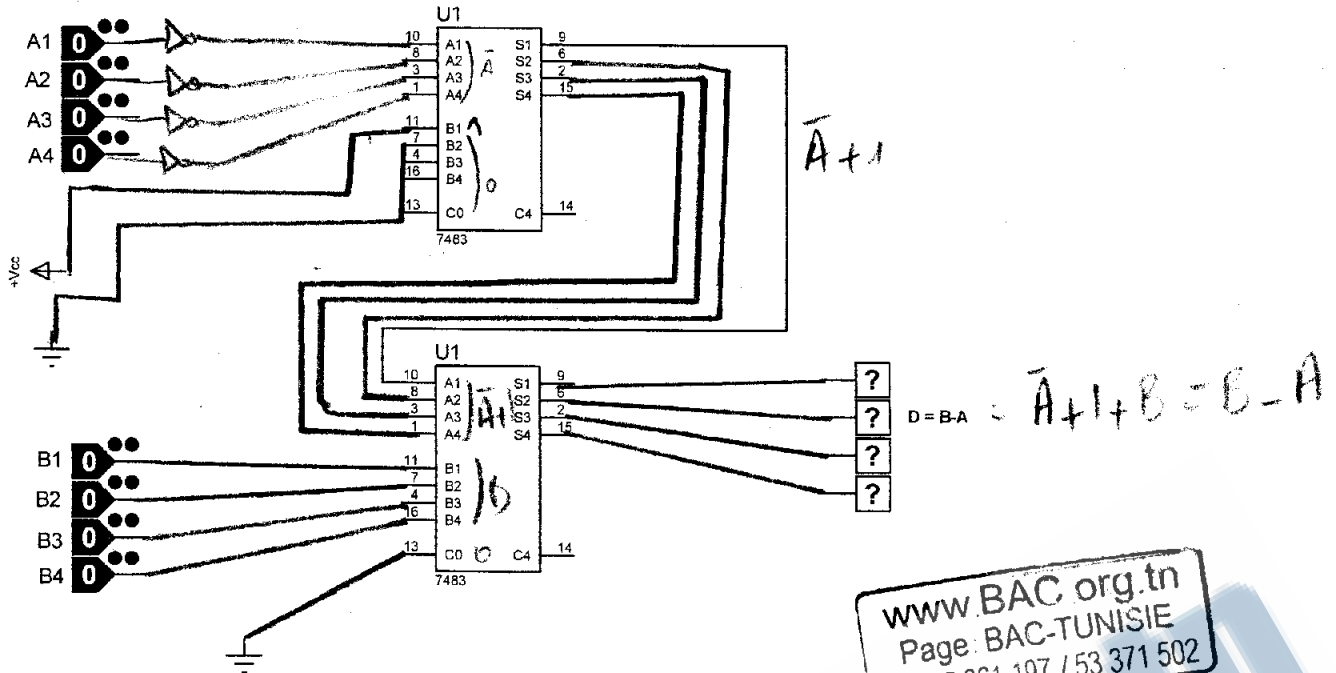 U1
A1 0
A2 0
A3 0
A4 0
10 A1 S1 9
8 A2 S2 6
3 A3 S3 2
1 A4 S4 15
Ā
11 B1 1
7 B2
4 B3
16 B4
0
13 C0 C4 14
7483
+Vcc
Ā+1
U1
10 A1 S1 9
8 A2 S2 6
3 A3 S3 2
1 A4 S4 15
Ā+1
?
?
?
?
D = B-A = Ā+1+B = B-A
B1 0
B2 0
B3 0
B4 0
11 B1
7 B2
4 B3
16 B4
13 C0 0 C4 14
7483
www.BAC.org.tn
Page: BAC-TUNISIE
197 / 53 371 502